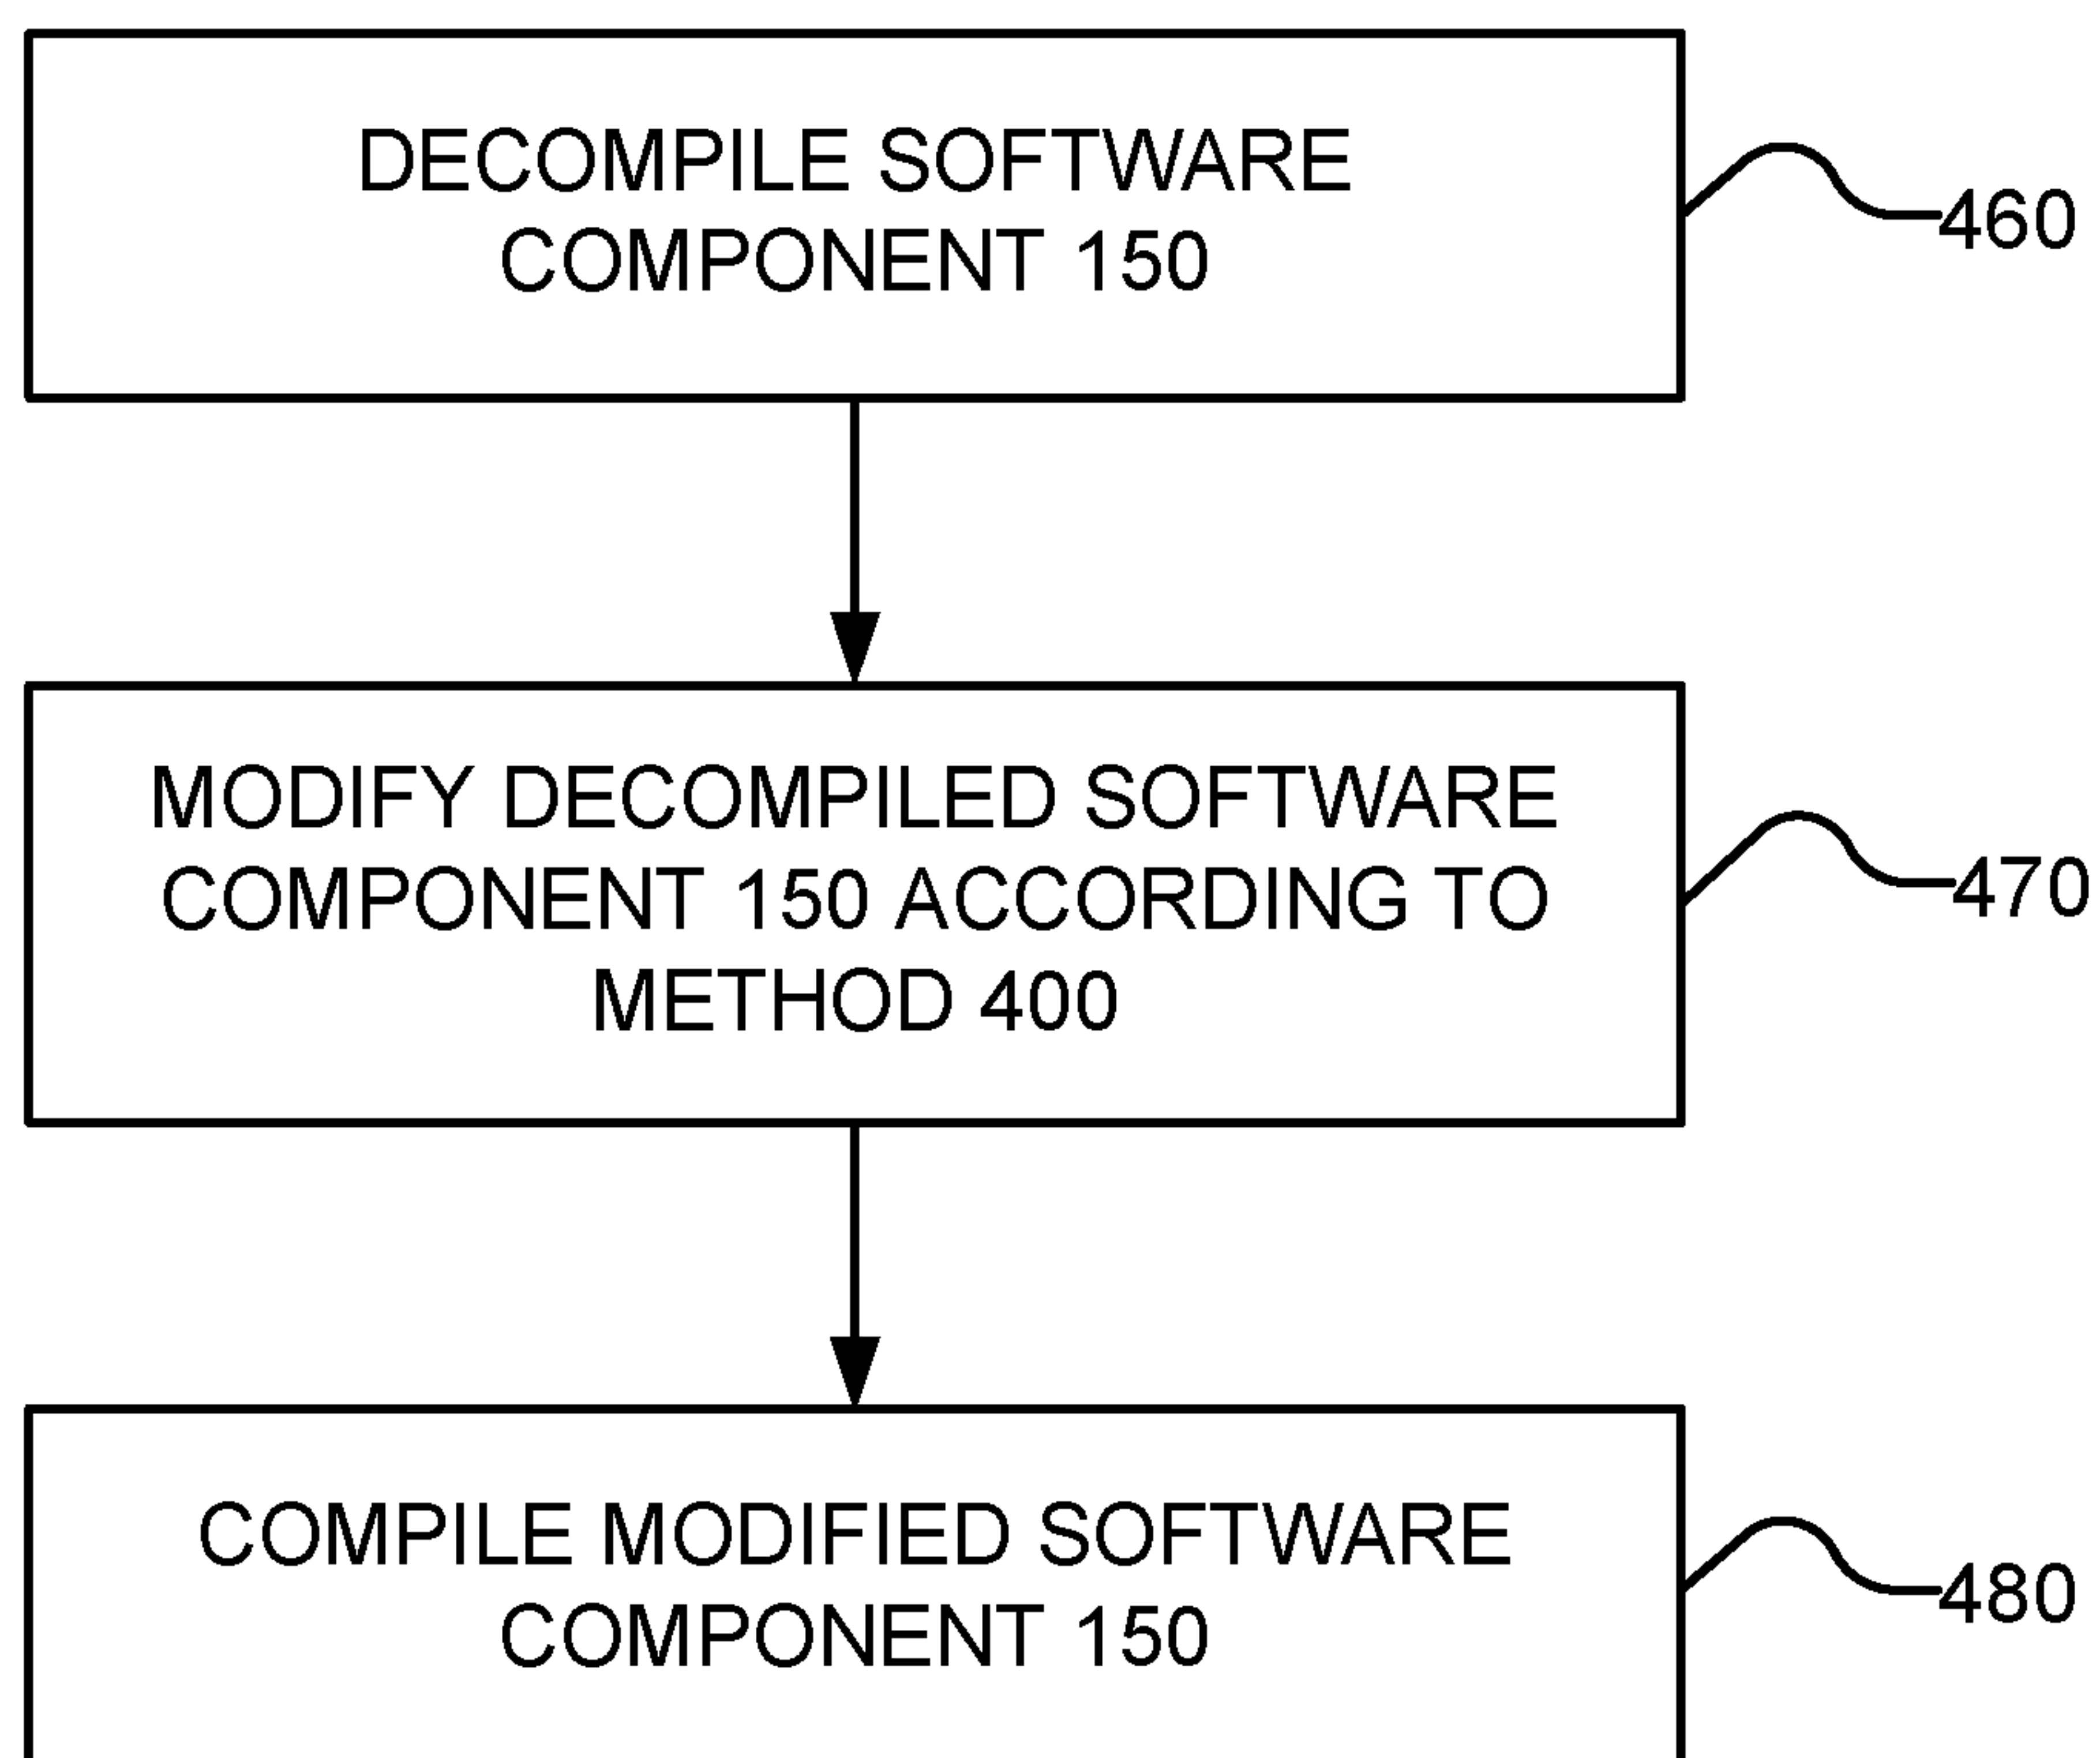 DECOMPILE SOFTWARE
COMPONENT 150
460
MODIFY DECOMPILED SOFTWARE
COMPONENT 150 ACCORDING TO
METHOD 400
470
COMPILE MODIFIED SOFTWARE
COMPONENT 150
480